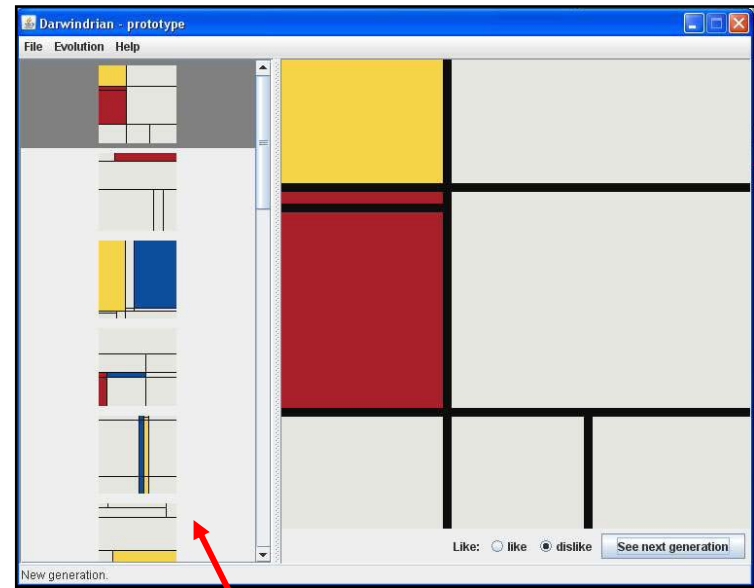 Darwindrian - prototype
File Evolution Help
Like: like dislike See next generation
New generation.